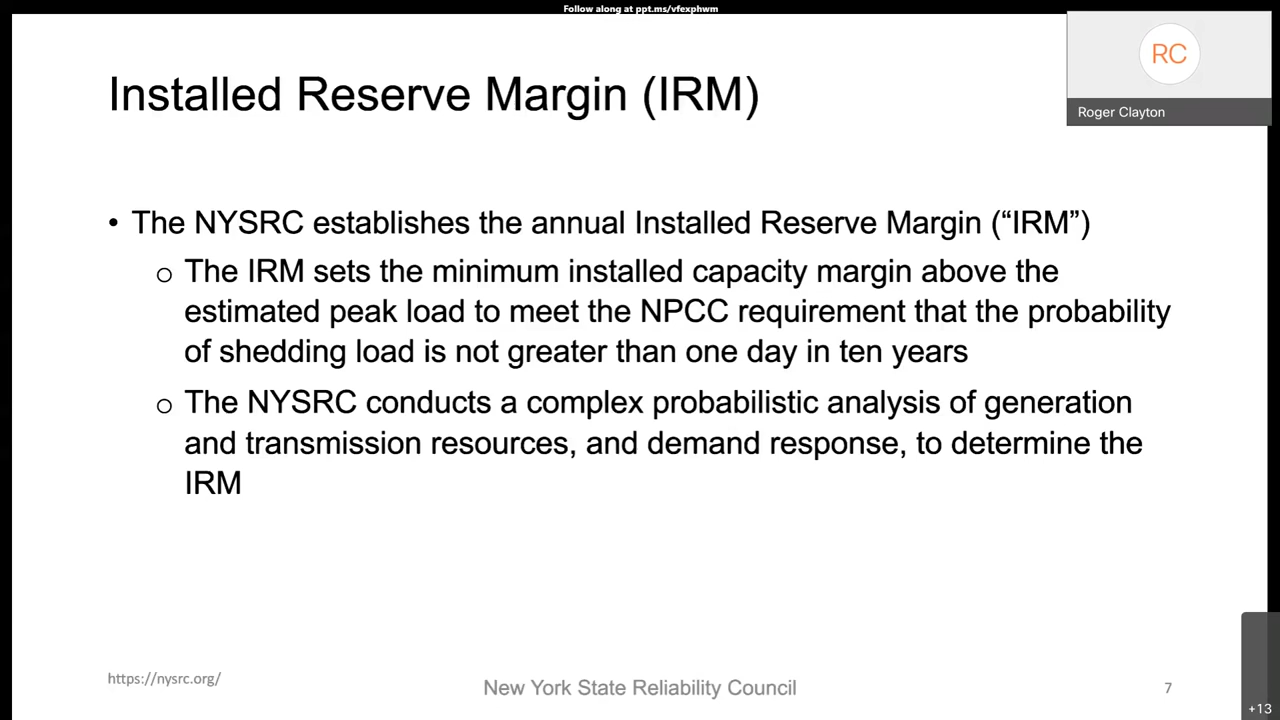 Follow along at ppt.ms/vfexphwm
RC
Roger Clayton
Installed Reserve Margin (IRM)
• The NYSRC establishes the annual Installed Reserve Margin (“IRM”)
o The IRM sets the minimum installed capacity margin above the
estimated peak load to meet the NPCC requirement that the probability
of shedding load is not greater than one day in ten years
o The NYSRC conducts a complex probabilistic analysis of generation
and transmission resources, and demand response, to determine the
IRM
https://nysrc.org/
New York State Reliability Council
7
+13